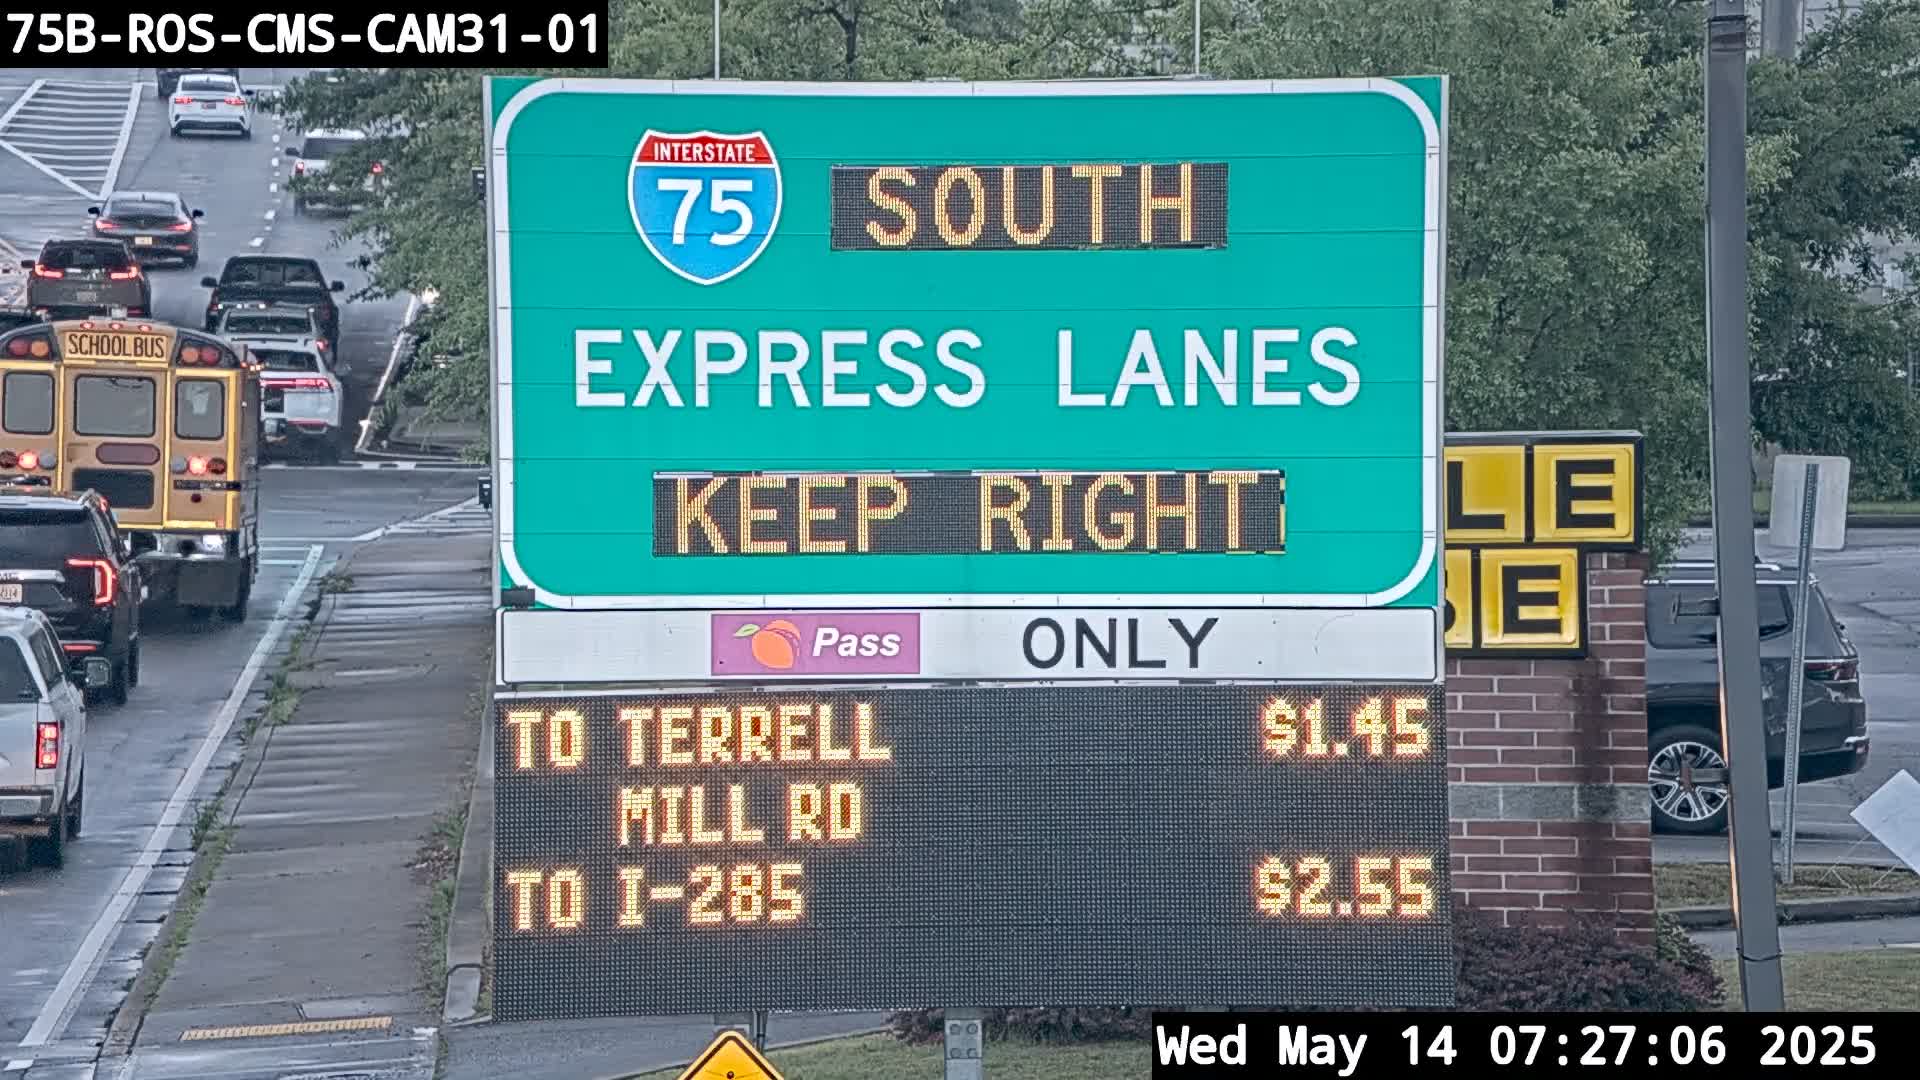 75B-ROS-CMS-CAM31-01
INTERSTATE
75
SOUTH
EXPRESS LANES
KEEP RIGHT
Pass ONLY
TO TERRELL $1.45
MILL RD
TO I-285 $2.55
SCHOOL BUS
LE
E
Wed May 14 07:27:06 2025